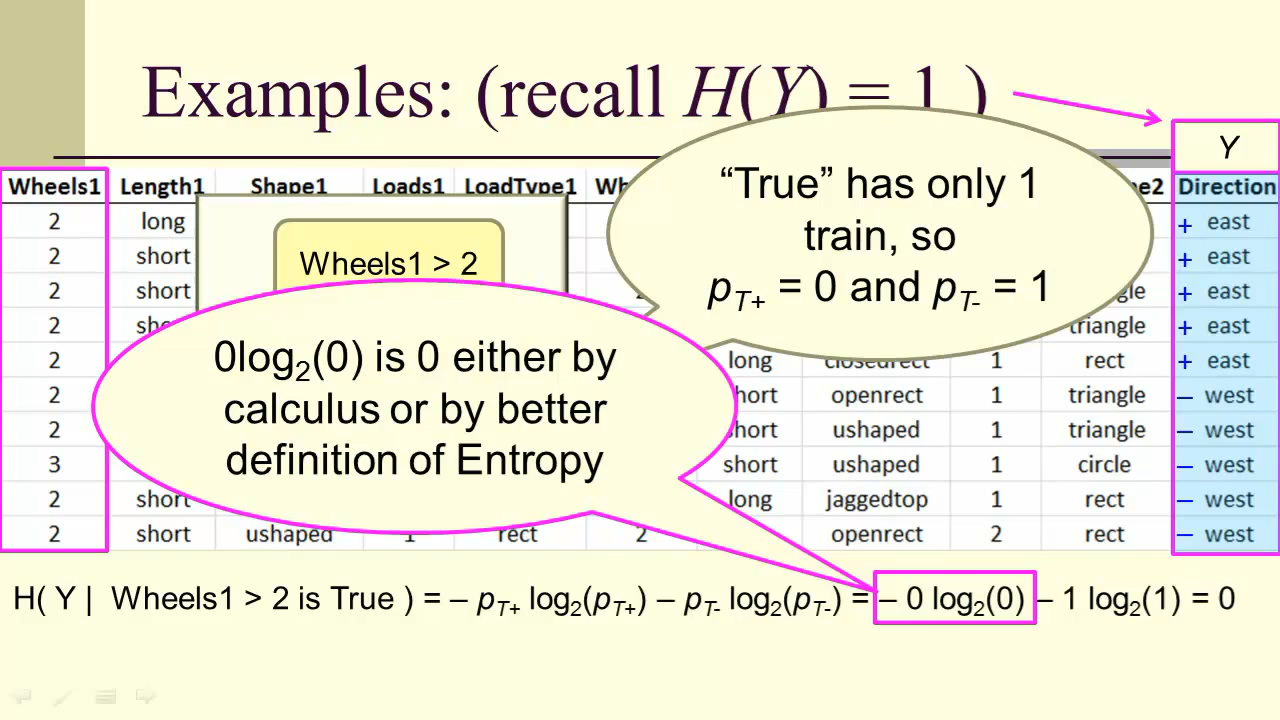 Examples: (recall H(Y) = 1 )
Y
Wheels1 Length1 Shape1 Loads1 LoadType1 Direction
2 long + east
2 short + east
2 short + east
2 triangle + east
2 long closedrect 1 rect + east
2 openrect 1 triangle – west
2 ushaped 1 triangle – west
3 short ushaped 1 circle – west
2 short long jaggedtop 1 rect – west
2 short ushaped 1 rect 2 openrect 2 rect – west
Wheels1 > 2
“True” has only 1
train, so
pT+ = 0 and pT- = 1
0log2(0) is 0 either by
calculus or by better
definition of Entropy
H( Y | Wheels1 > 2 is True ) = – pT+ log2(pT+) – pT- log2(pT-) = – 0 log2(0) – 1 log2(1) = 0